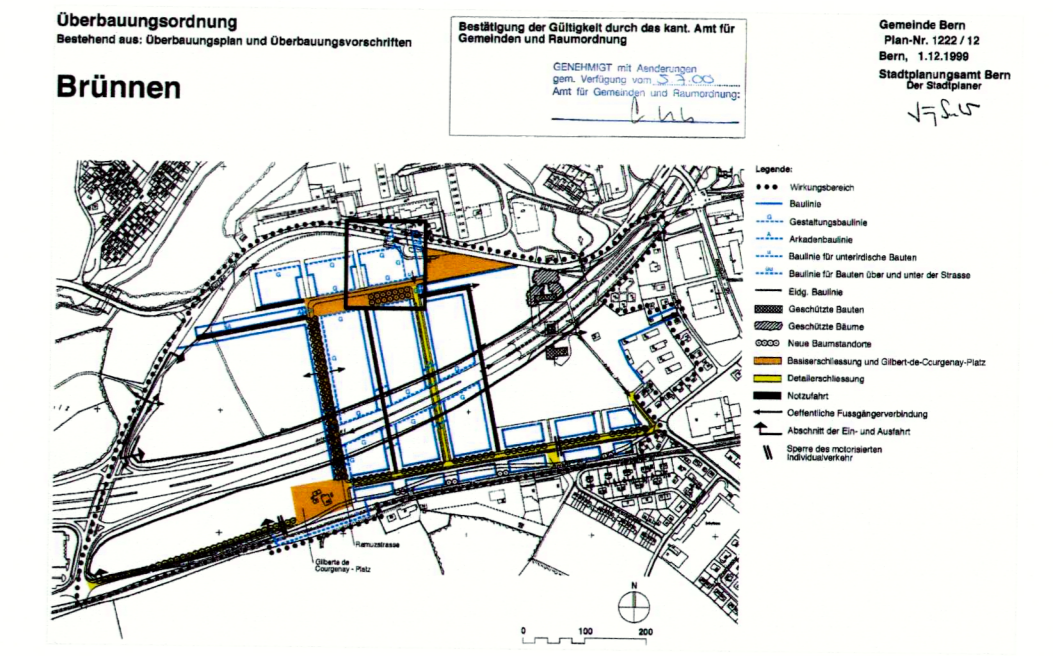 Überbauungsordnung
Bestehend aus: Überbauungsplan und Überbauungsvorschriften
Brünnen
Bestätigung der Gültigkeit durch das kant. Amt für
Gemeinden und Raumordnung
GENEHMIGT mit Aenderungen
gem. Verfügung vom 5.7.00
Amt für Gemeinden und Raumordnung:
Gemeinde Bern
Plan-Nr. 1222 / 12
Bern, 1.12.1999
Stadtplanungsamt Bern
Der Stadtplaner
Legende:
Wirkungsbereich
Baulinie
G
Gestaltungsbaulinie
A
Arkadenbaulinie
Baulinie für unterirdische Bauten
Baulinie für Bauten über und unter der Strasse
Eidg. Baulinie
Geschützte Bauten
Geschützte Bäume
Neue Baumstandorte
Basiserschliessung und Gilbert-de-Courgenay-Platz
Detailerschliessung
Notzufahrt
Oeffentliche Fussgängerverbindung
Abschnitt der Ein- und Ausfahrt
Sperre des motorisierten
Individualverkehr
Ramuzstrasse
Gilberte de
Courgenay - Platz
N
0 100 200